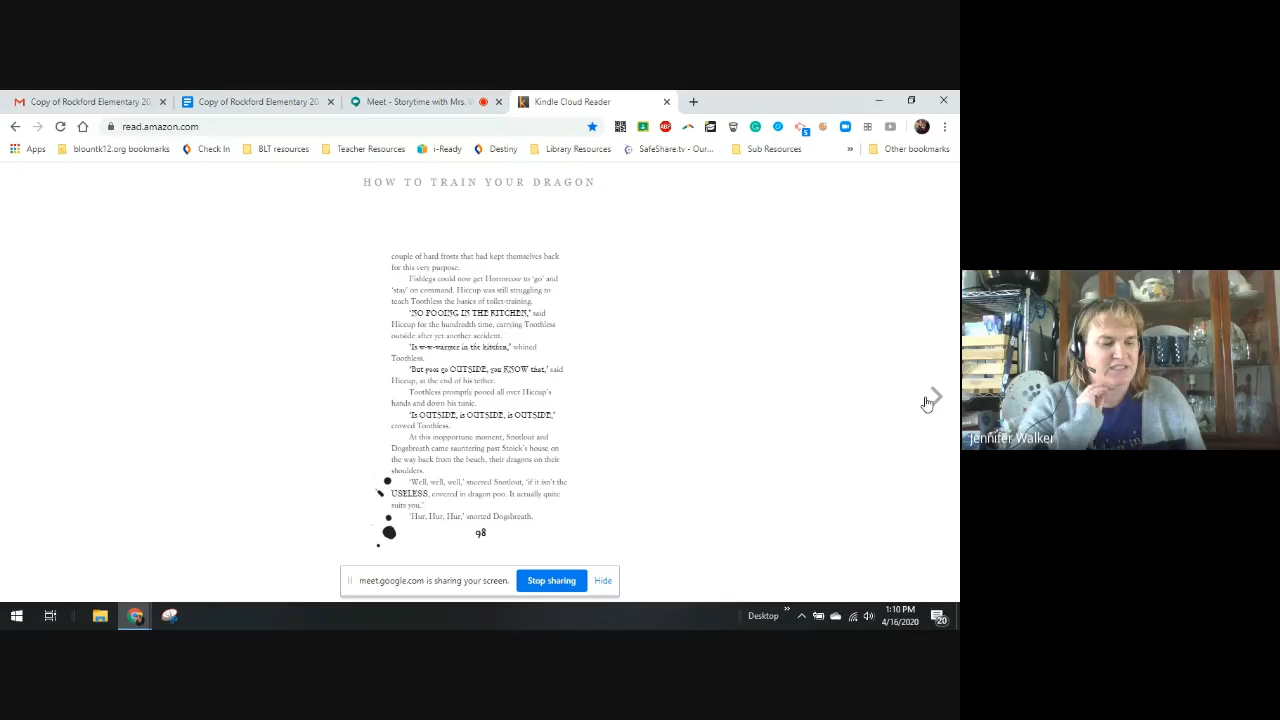 Copy of Rockford Elementary 20
Copy of Rockford Elementary 20
Meet - Storytime with Mrs. W
Kindle Cloud Reader
read.amazon.com
Apps
blountk12.org bookmarks
Check In
BLT resources
Teacher Resources
i-Ready
Destiny
Library Resources
SafeShare.tv - Our...
Sub Resources
»
Other bookmarks
HOW TO TRAIN YOUR DRAGON
couple of hard frosts that had kept themselves back
for this very purpose.
Fishlegs could now get Horrorcow to 'go' and
'stay' on command. Hiccup was still struggling to
teach Toothless the basics of toilet-training.
'NO POOING IN THE KITCHEN,' said
Hiccup for the hundredth time, carrying Toothless
outside after yet another accident.
'Is w-w-warmer in the kitchen,' whined
Toothless.
'But poos go OUTSIDE, you KNOW that,' said
Hiccup, at the end of his tether.
Toothless promptly pooed all over Hiccup's
hands and down his tunic.
'Is OUTSIDE, is OUTSIDE, is OUTSIDE,'
crowed Toothless.
At this inopportune moment, Snotlout and
Dogsbreath came sauntering past Stoick's house on
the way back from the beach, their dragons on their
shoulders.
'Well, well, well,' sneered Snotlout, 'if it isn't the
USELESS, covered in dragon poo. It actually quite
suits you.'
'Hur, Hur, Hur,' snorted Dogsbreath.
98
meet.google.com is sharing your screen.
Stop sharing
Hide
Jennifer Walker
Desktop
»
1:10 PM
4/16/2020
20